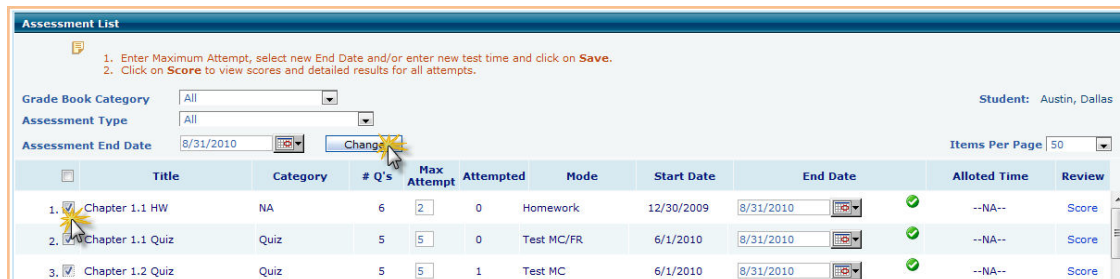 Assessment List
1. Enter Maximum Attempt, select new End Date and/or enter new test time and click on Save.
2. Click on Score to view scores and detailed results for all attempts.
Grade Book Category All Student: Austin, Dallas
Assessment Type All
Assessment End Date 8/31/2010 Change Items Per Page 50
Title Category # Q's Max Attempt Attempted Mode Start Date End Date Alloted Time Review
1. Chapter 1.1 HW NA 6 2 0 Homework 12/30/2009 8/31/2010 --NA-- Score
2. Chapter 1.1 Quiz Quiz 5 5 0 Test MC/FR 6/1/2010 8/31/2010 --NA-- Score
3. Chapter 1.2 Quiz Quiz 5 5 1 Test MC 6/1/2010 8/31/2010 --NA-- Score